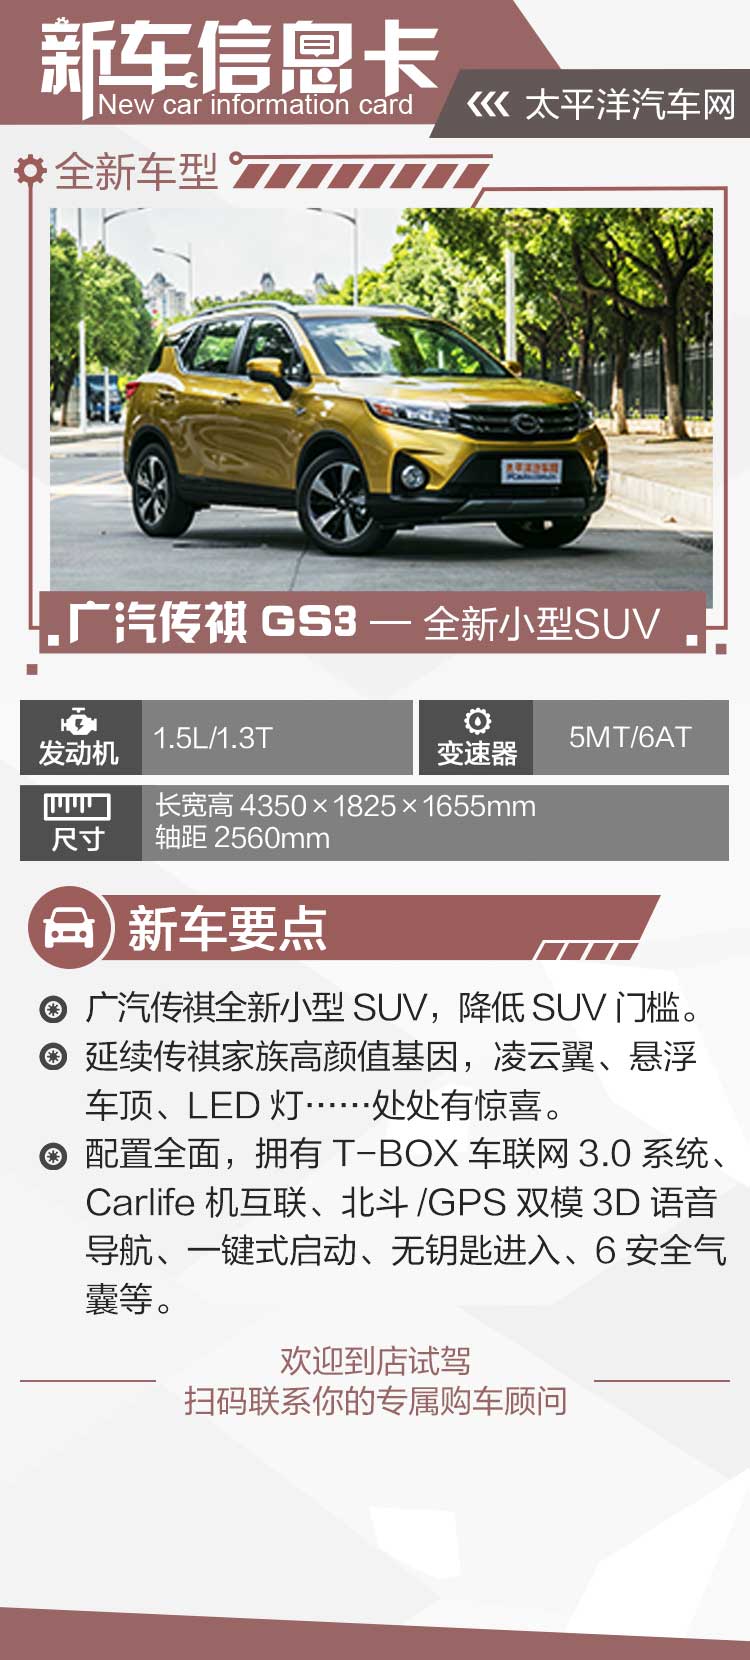 新车信息卡
New car information card
太平洋汽车网
全新车型
太平洋汽车网
广汽传祺 GS3 — 全新小型SUV
发动机
1.5L/1.3T
变速器
5MT/6AT
尺寸
长宽高 4350×1825×1655mm
轴距 2560mm
新车要点
广汽传祺全新小型 SUV，降低 SUV 门槛。
延续传祺家族高颜值基因，凌云翼、悬浮
车顶、LED 灯……处处有惊喜。
配置全面，拥有 T-BOX 车联网 3.0 系统、
Carlife 机互联、北斗 /GPS 双模 3D 语音
导航、一键式启动、无钥匙进入、6 安全气
囊等。
欢迎到店试驾
扫码联系你的专属购车顾问